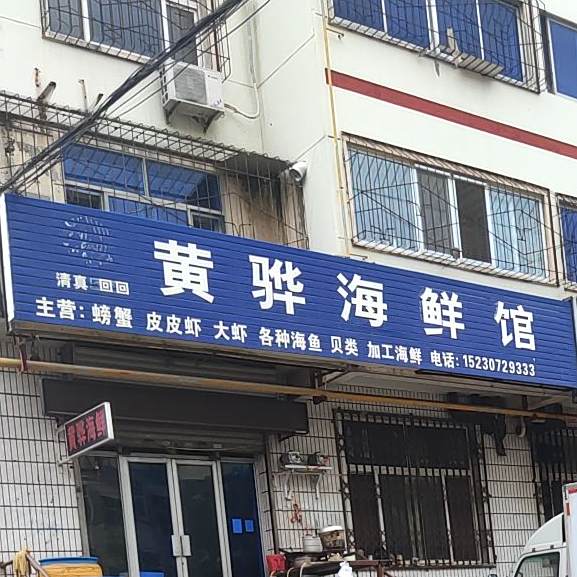 清真 回回
黄骅海鲜馆
主营: 螃蟹 皮皮虾 大虾 各种海鱼 贝类 加工海鲜 电话: 15230729333
黄骅海鲜